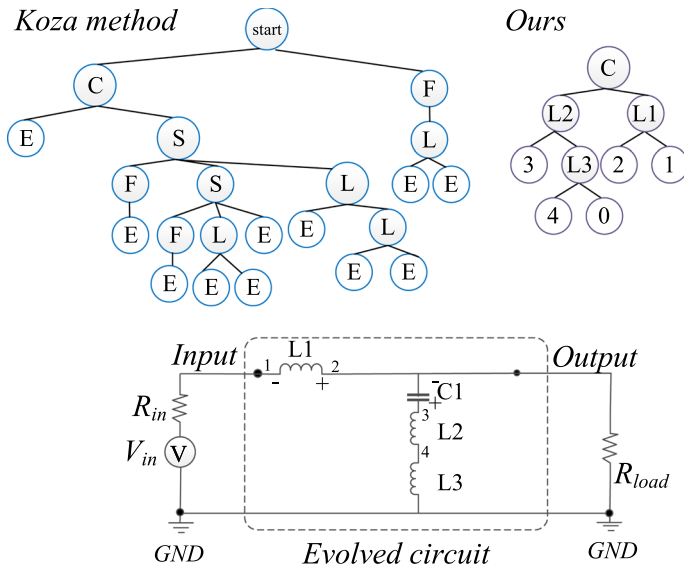 Koza method
Ours
start
C
F
E
S
L
F
S
L
E
E
E
F
L
E
E
L
E
E
E
E
E
C
L2
L1
3
L3
2
1
4
0
Input
L1
Output
1
2
-
+
-
C1
+
R_in
3
L2
V_in
V
4
L3
R_load
GND
Evolved circuit
GND